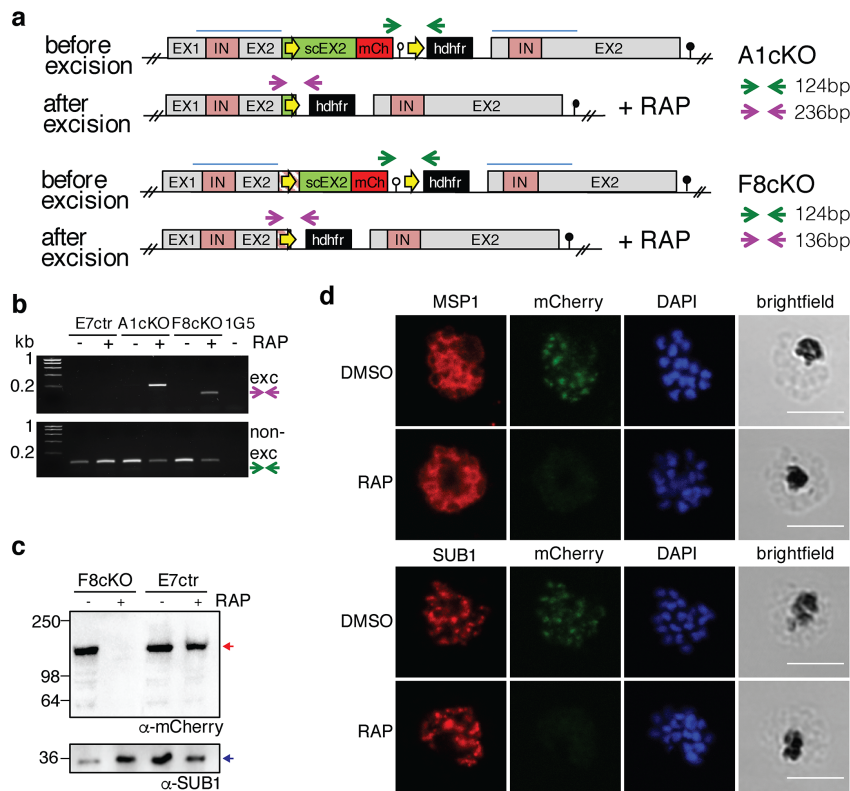 a
before excision
EX1 IN EX2 scEX2 mCh hdhfr IN EX2
after excision
EX1 IN EX2 hdhfr IN EX2 + RAP
A1cKO
124bp
236bp
before excision
EX1 IN EX2 scEX2 mCh hdhfr IN EX2
after excision
EX1 IN EX2 hdhfr IN EX2 + RAP
F8cKO
124bp
136bp
b
E7ctr A1cKO F8cKO 1G5
kb - + - + - + - RAP
1
0.2
exc
1
0.2
non-
exc
c
F8cKO E7ctr
- + - + RAP
250
98
64
α-mCherry
36
α-SUB1
d
MSP1 mCherry DAPI brightfield
DMSO
RAP
SUB1 mCherry DAPI brightfield
DMSO
RAP